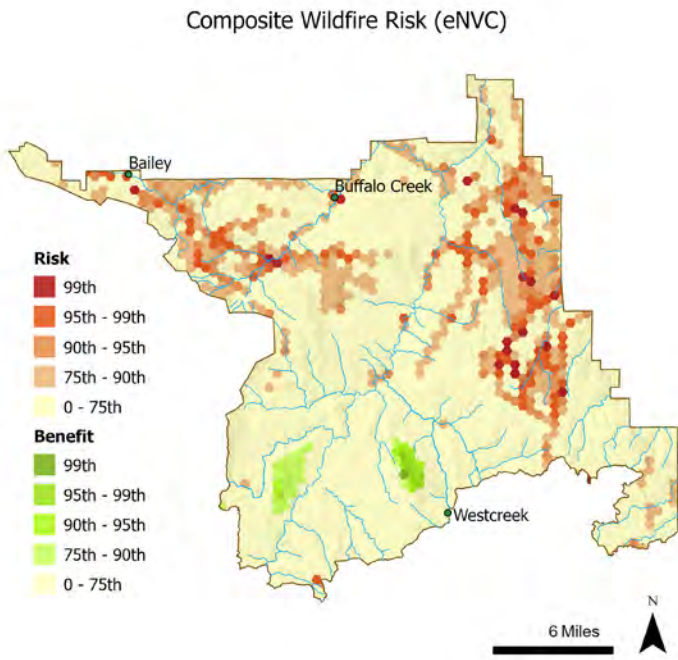 Composite Wildfire Risk (eNVC)
Bailey
Buffalo Creek
Risk
99th
95th - 99th
90th - 95th
75th - 90th
0 - 75th
Benefit
99th
95th - 99th
90th - 95th
75th - 90th
0 - 75th
Westcreek
N
6 Miles